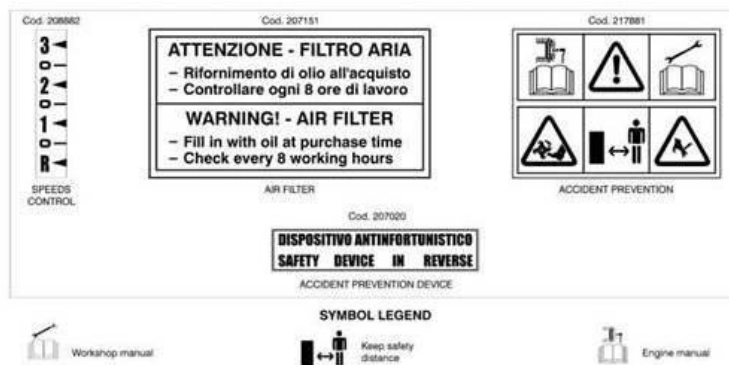 Cod. 208882
3
0
2
0
1
0
R
SPEEDS
CONTROL
Cod. 207151
ATTENZIONE - FILTRO ARIA
– Rifornimento di olio all'acquisto
– Controllare ogni 8 ore di lavoro
WARNING! - AIR FILTER
– Fill in with oil at purchase time
– Check every 8 working hours
AIR FILTER
Cod. 217881
ACCIDENT PREVENTION
Cod. 207020
DISPOSITIVO ANTINFORTUNISTICO
SAFETY DEVICE IN REVERSE
ACCIDENT PREVENTION DEVICE
SYMBOL LEGEND
Workshop manual
Keep safety
distance
Engine manual